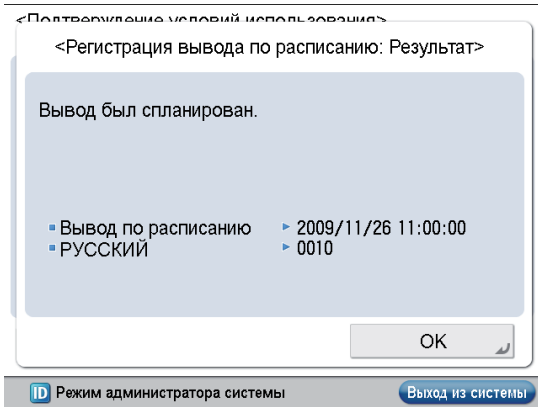 <Подтверждение условий использования>
<Регистрация вывода по расписанию: Результат>
Вывод был спланирован.
Вывод по расписанию ► 2009/11/26 11:00:00
РУССКИЙ ► 0010
OK
ID Режим администратора системы Выход из системы